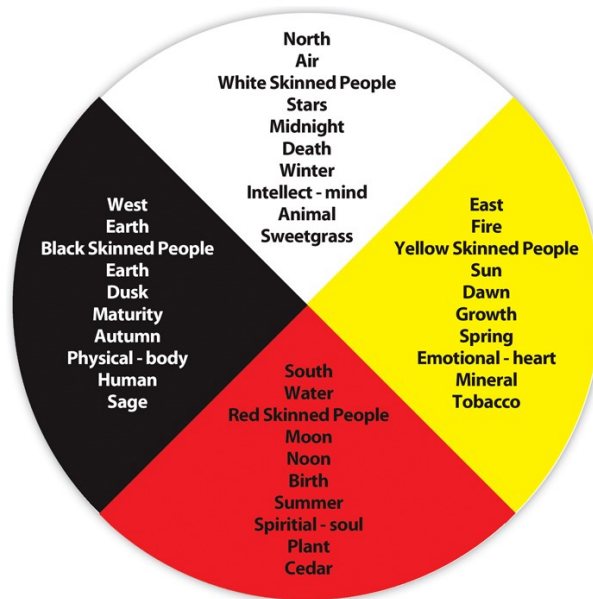 North
Air
White Skinned People
Stars
Midnight
Death
Winter
Intellect - mind
Animal
Sweetgrass
West
Earth
Black Skinned People
Earth
Dusk
Maturity
Autumn
Physical - body
Human
Sage
East
Fire
Yellow Skinned People
Sun
Dawn
Growth
Spring
Emotional - heart
Mineral
Tobacco
South
Water
Red Skinned People
Moon
Noon
Birth
Summer
Spiritial - soul
Plant
Cedar